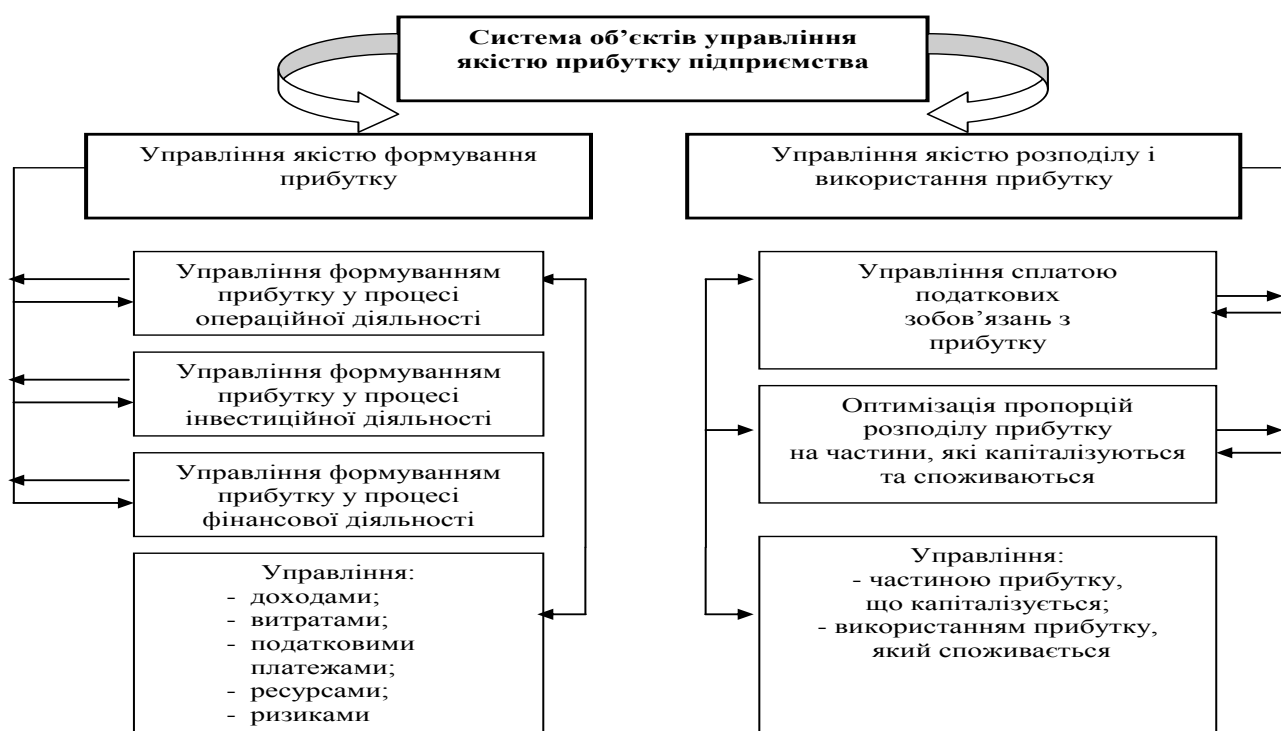 Система об’єктів управління
якістю прибутку підприємства
Управління якістю формування
прибутку
Управління якістю розподілу і
використання прибутку
Управління формуванням
прибутку у процесі
операційної діяльності
Управління формуванням
прибутку у процесі
інвестиційної діяльності
Управління формуванням
прибутку у процесі
фінансової діяльності
Управління:
- доходами;
- витратами;
- податковими
платежами;
- ресурсами;
- ризиками
Управління сплатою
податкових
зобов’язань з
прибутку
Оптимізація пропорцій
розподілу прибутку
на частини, які капіталізуються
та споживаються
Управління:
- частиною прибутку,
що капіталізується;
- використанням прибутку,
який споживається